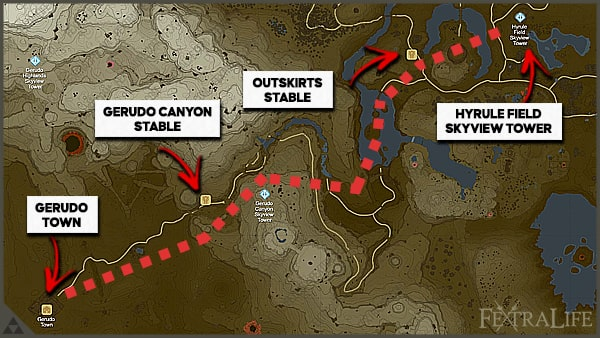 Hyrule
Field
Skyview
Tower
Gerudo
Highlands
Skyview
Tower
OUTSKIRTS
STABLE
GERUDO CANYON
STABLE
HYRULE FIELD
SKYVIEW TOWER
GERUDO
TOWN
Gerudo
Canyon
Skyview
Tower
Gerudo
Town
FEXTRALIFE